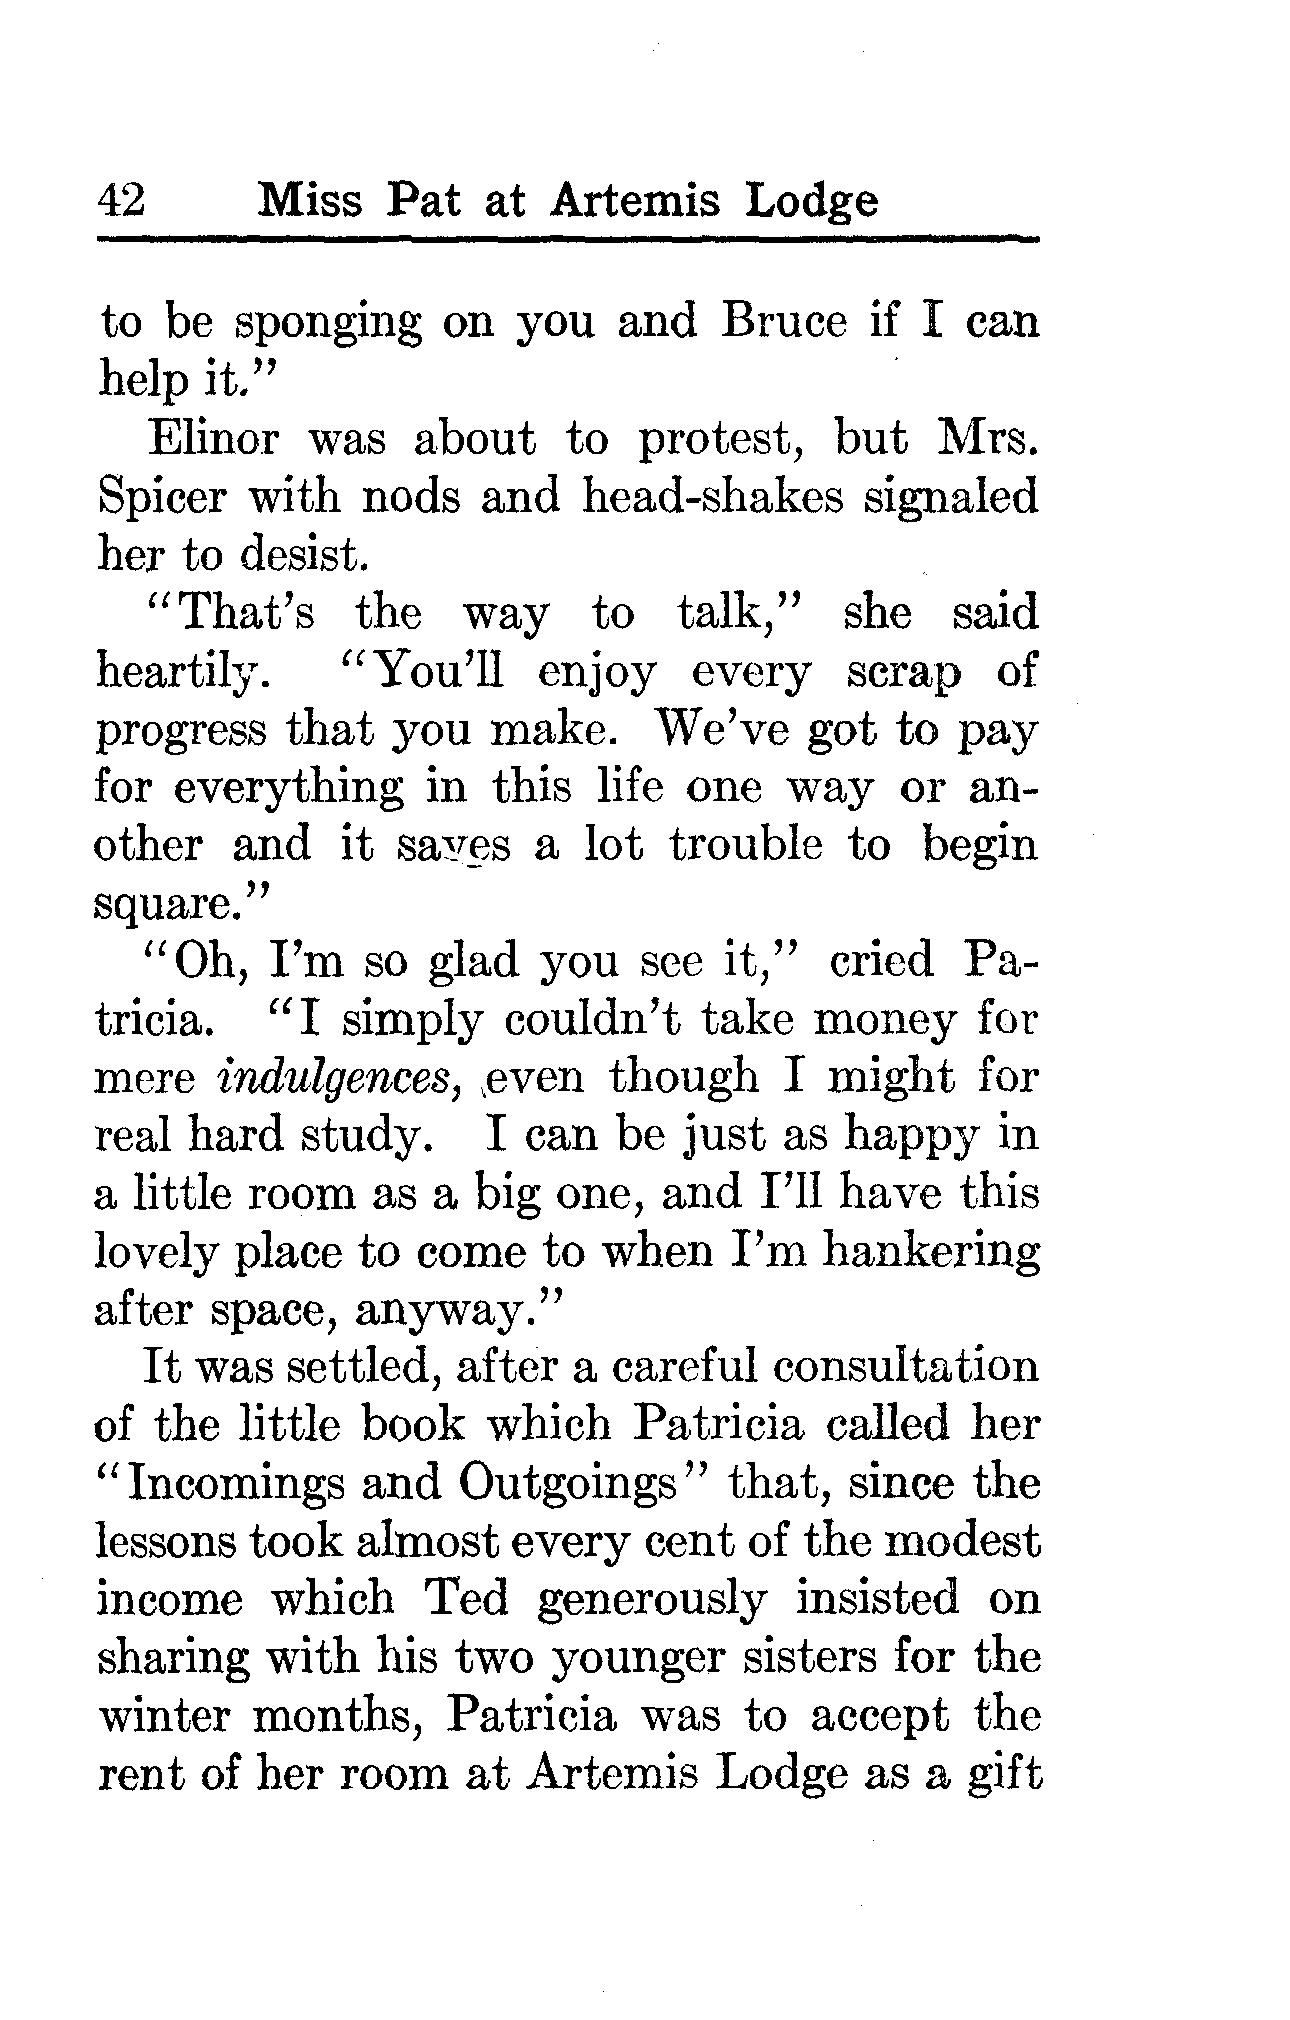 42 Miss Pat at Artemis Lodge
to be sponging on you and Bruce if I can
help it."
Elinor was about to protest, but Mrs.
Spicer with nods and head-shakes signaled
her to desist.
"That's the way to talk," she said
heartily. "You'll enjoy every scrap of
progress that you make. We've got to pay
for everything in this life one way or an-
other and it saves a lot trouble to begin
square."
"Oh, I'm so glad you see it," cried Pa-
tricia. "I simply couldn't take money for
mere indulgences, even though I might for
real hard study. I can be just as happy in
a little room as a big one, and I'll have this
lovely place to come to when I'm hankering
after space, anyway."
It was settled, after a careful consultation
of the little book which Patricia called her
"Incomings and Outgoings" that, since the
lessons took almost every cent of the modest
income which Ted generously insisted on
sharing with his two younger sisters for the
winter months, Patricia was to accept the
rent of her room at Artemis Lodge as a gift